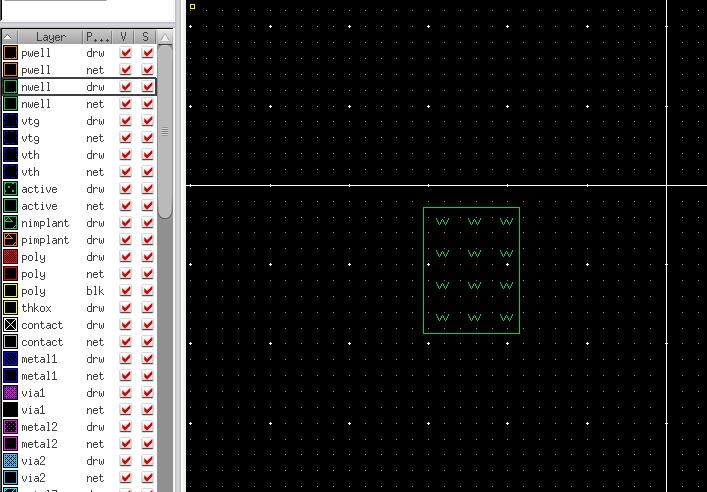 Layer P... V S
pwell drw
pwell net
nwell drw
nwell net
vtg drw
vtg net
vth drw
vth net
active drw
active net
nimplant drw
pimplant drw
poly drw
poly net
poly blk
thkox drw
contact drw
contact net
metal1 drw
metal1 net
via1 drw
via1 net
metal2 drw
metal2 net
via2 drw
via2 net